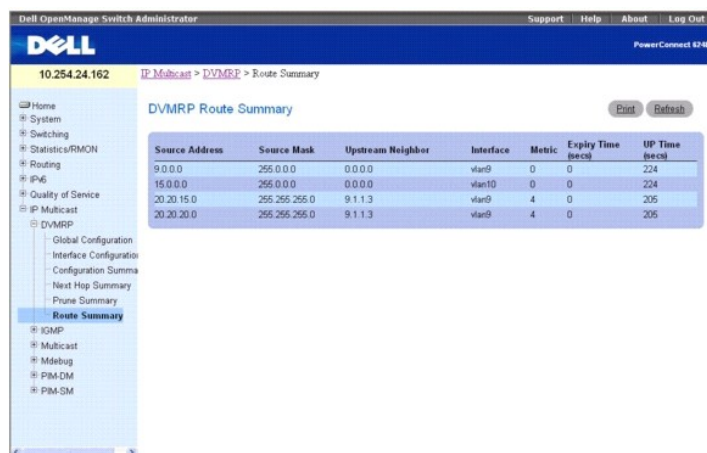 Dell OpenManage Switch Administrator Support Help About Log Out
DELL
PowerConnect 6248
10.254.24.162
IP Multicast > DVMRP > Route Summary
Home
System
Switching
Statistics/RMON
Routing
IPv6
Quality of Service
IP Multicast
DVMRP
Global Configuration
Interface Configuration
Configuration Summa
Next Hop Summary
Prune Summary
Route Summary
IGMP
Multicast
Mdebug
PIM-DM
PIM-SM
DVMRP Route Summary
Print Refresh
Source Address Source Mask Upstream Neighbor Interface Metric Expiry Time (secs) UP Time (secs)
9.0.0.0 255.0.0.0 0.0.0.0 vlan9 0 0 224
15.0.0.0 255.0.0.0 0.0.0.0 vlan10 0 0 224
20.20.15.0 255.255.255.0 9.1.1.3 vlan9 4 0 205
20.20.20.0 255.255.255.0 9.1.1.3 vlan9 4 0 205